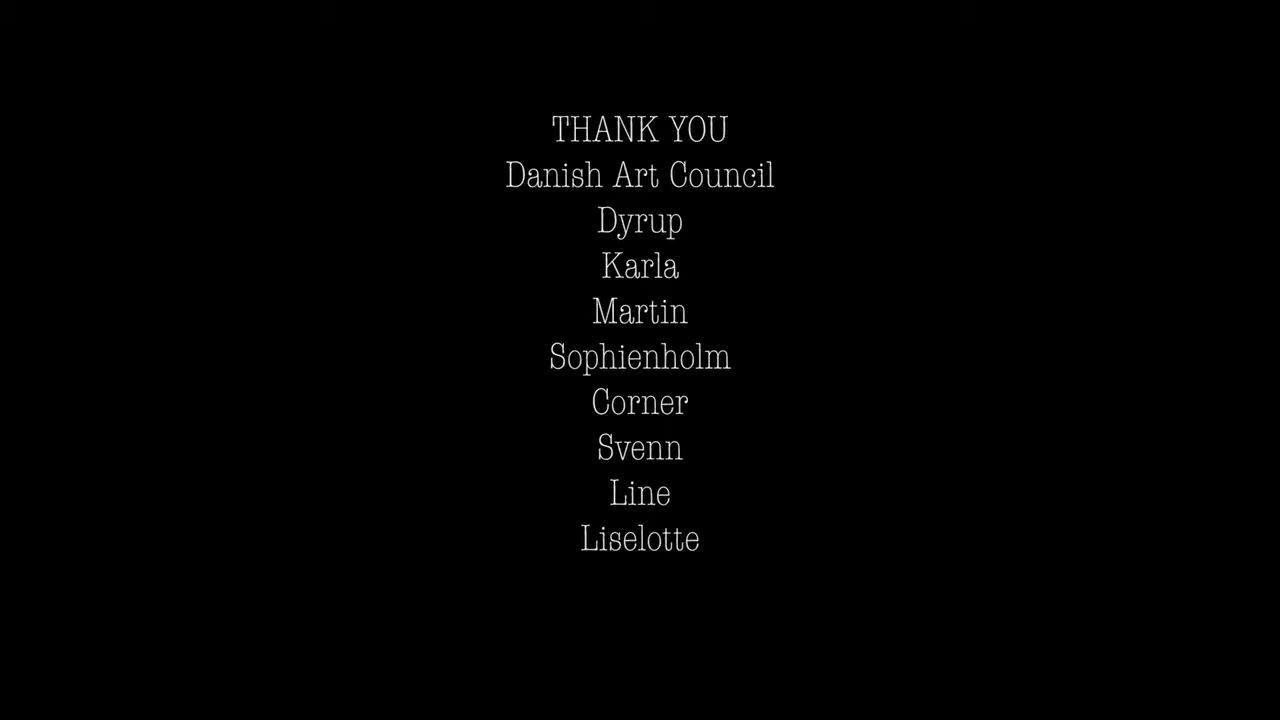 THANK YOU
Danish Art Council
Dyrup
Karla
Martin
Sophienholm
Corner
Svenn
Line
Liselotte